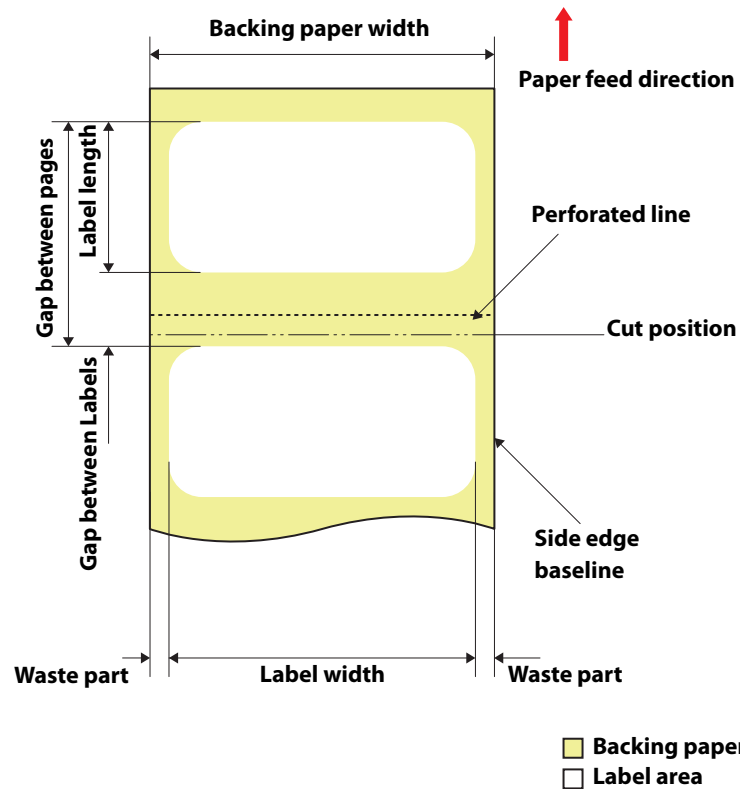 Backing paper width
Paper feed direction
Gap between pages
Label length
Perforated line
Cut position
Gap between Labels
Side edge
baseline
Waste part
Label width
Waste part
Backing paper
Label area